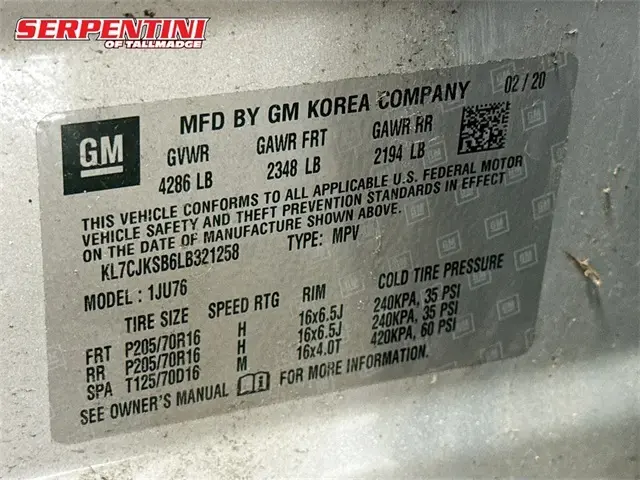 SERPENTINI
OF TALLMADGE
GM
MFD BY GM KOREA COMPANY 02/20
GVWR GAWR FRT GAWR RR
4286 LB 2348 LB 2194 LB
THIS VEHICLE CONFORMS TO ALL APPLICABLE U.S. FEDERAL MOTOR
VEHICLE SAFETY AND THEFT PREVENTION STANDARDS IN EFFECT
ON THE DATE OF MANUFACTURE SHOWN ABOVE.
KL7CJKSB6LB321258 TYPE: MPV
MODEL: 1JU76
TIRE SIZE SPEED RTG RIM COLD TIRE PRESSURE
FRT P205/70R16 H 16x6.5J 240KPA, 35 PSI
RR P205/70R16 H 16x6.5J 240KPA, 35 PSI
SPA T125/70D16 M 16x4.0T 420KPA, 60 PSI
SEE OWNER'S MANUAL FOR MORE INFORMATION.